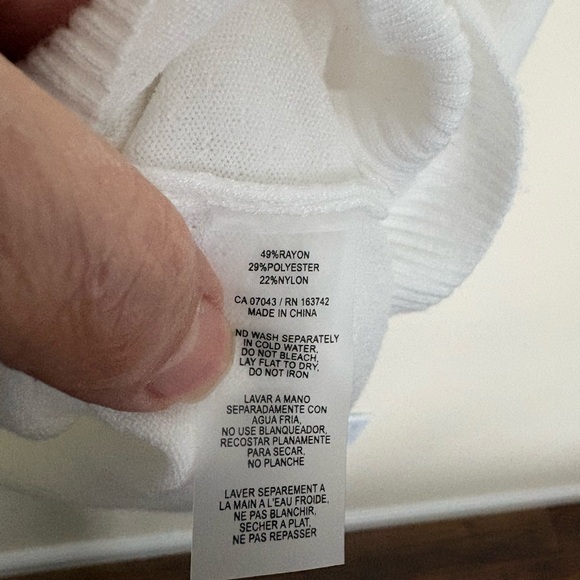 49%RAYON
29%POLYESTER
22%NYLON
CA 07043 / RN 163742
MADE IN CHINA
ND WASH SEPARATELY
IN COLD WATER,
DO NOT BLEACH,
LAY FLAT TO DRY,
DO NOT IRON
LAVAR A MANO
SEPARADAMENTE CON
AGUA FRIA,
NO USE BLANQUEADOR,
RECOSTAR PLANAMENTE
PARA SECAR,
NO PLANCHE
LAVER SEPAREMENT A
LA MAIN A L'EAU FROIDE,
NE PAS BLANCHIR,
SECHER A PLAT,
NE PAS REPASSER